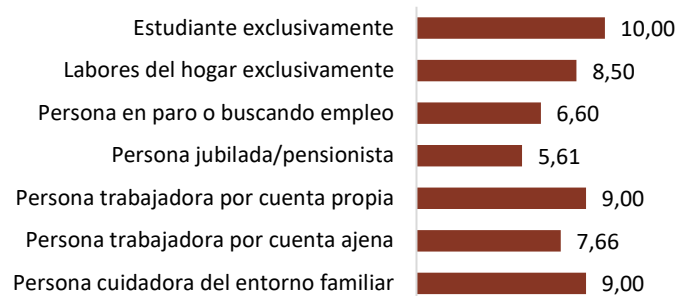 Estudiante exclusivamente 10,00
Labores del hogar exclusivamente 8,50
Persona en paro o buscando empleo 6,60
Persona jubilada/pensionista 5,61
Persona trabajadora por cuenta propia 9,00
Persona trabajadora por cuenta ajena 7,66
Persona cuidadora del entorno familiar 9,00